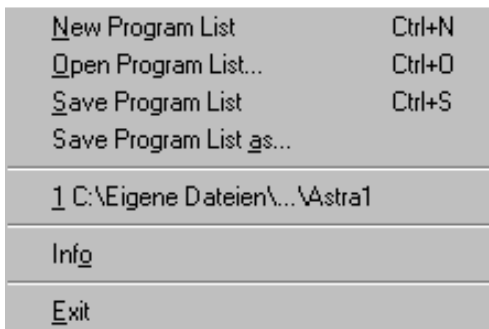 New Program List Ctrl+N
Open Program List... Ctrl+O
Save Program List Ctrl+S
Save Program List as...
1 C:\Eigene Dateien\...\Astra1
Info
Exit